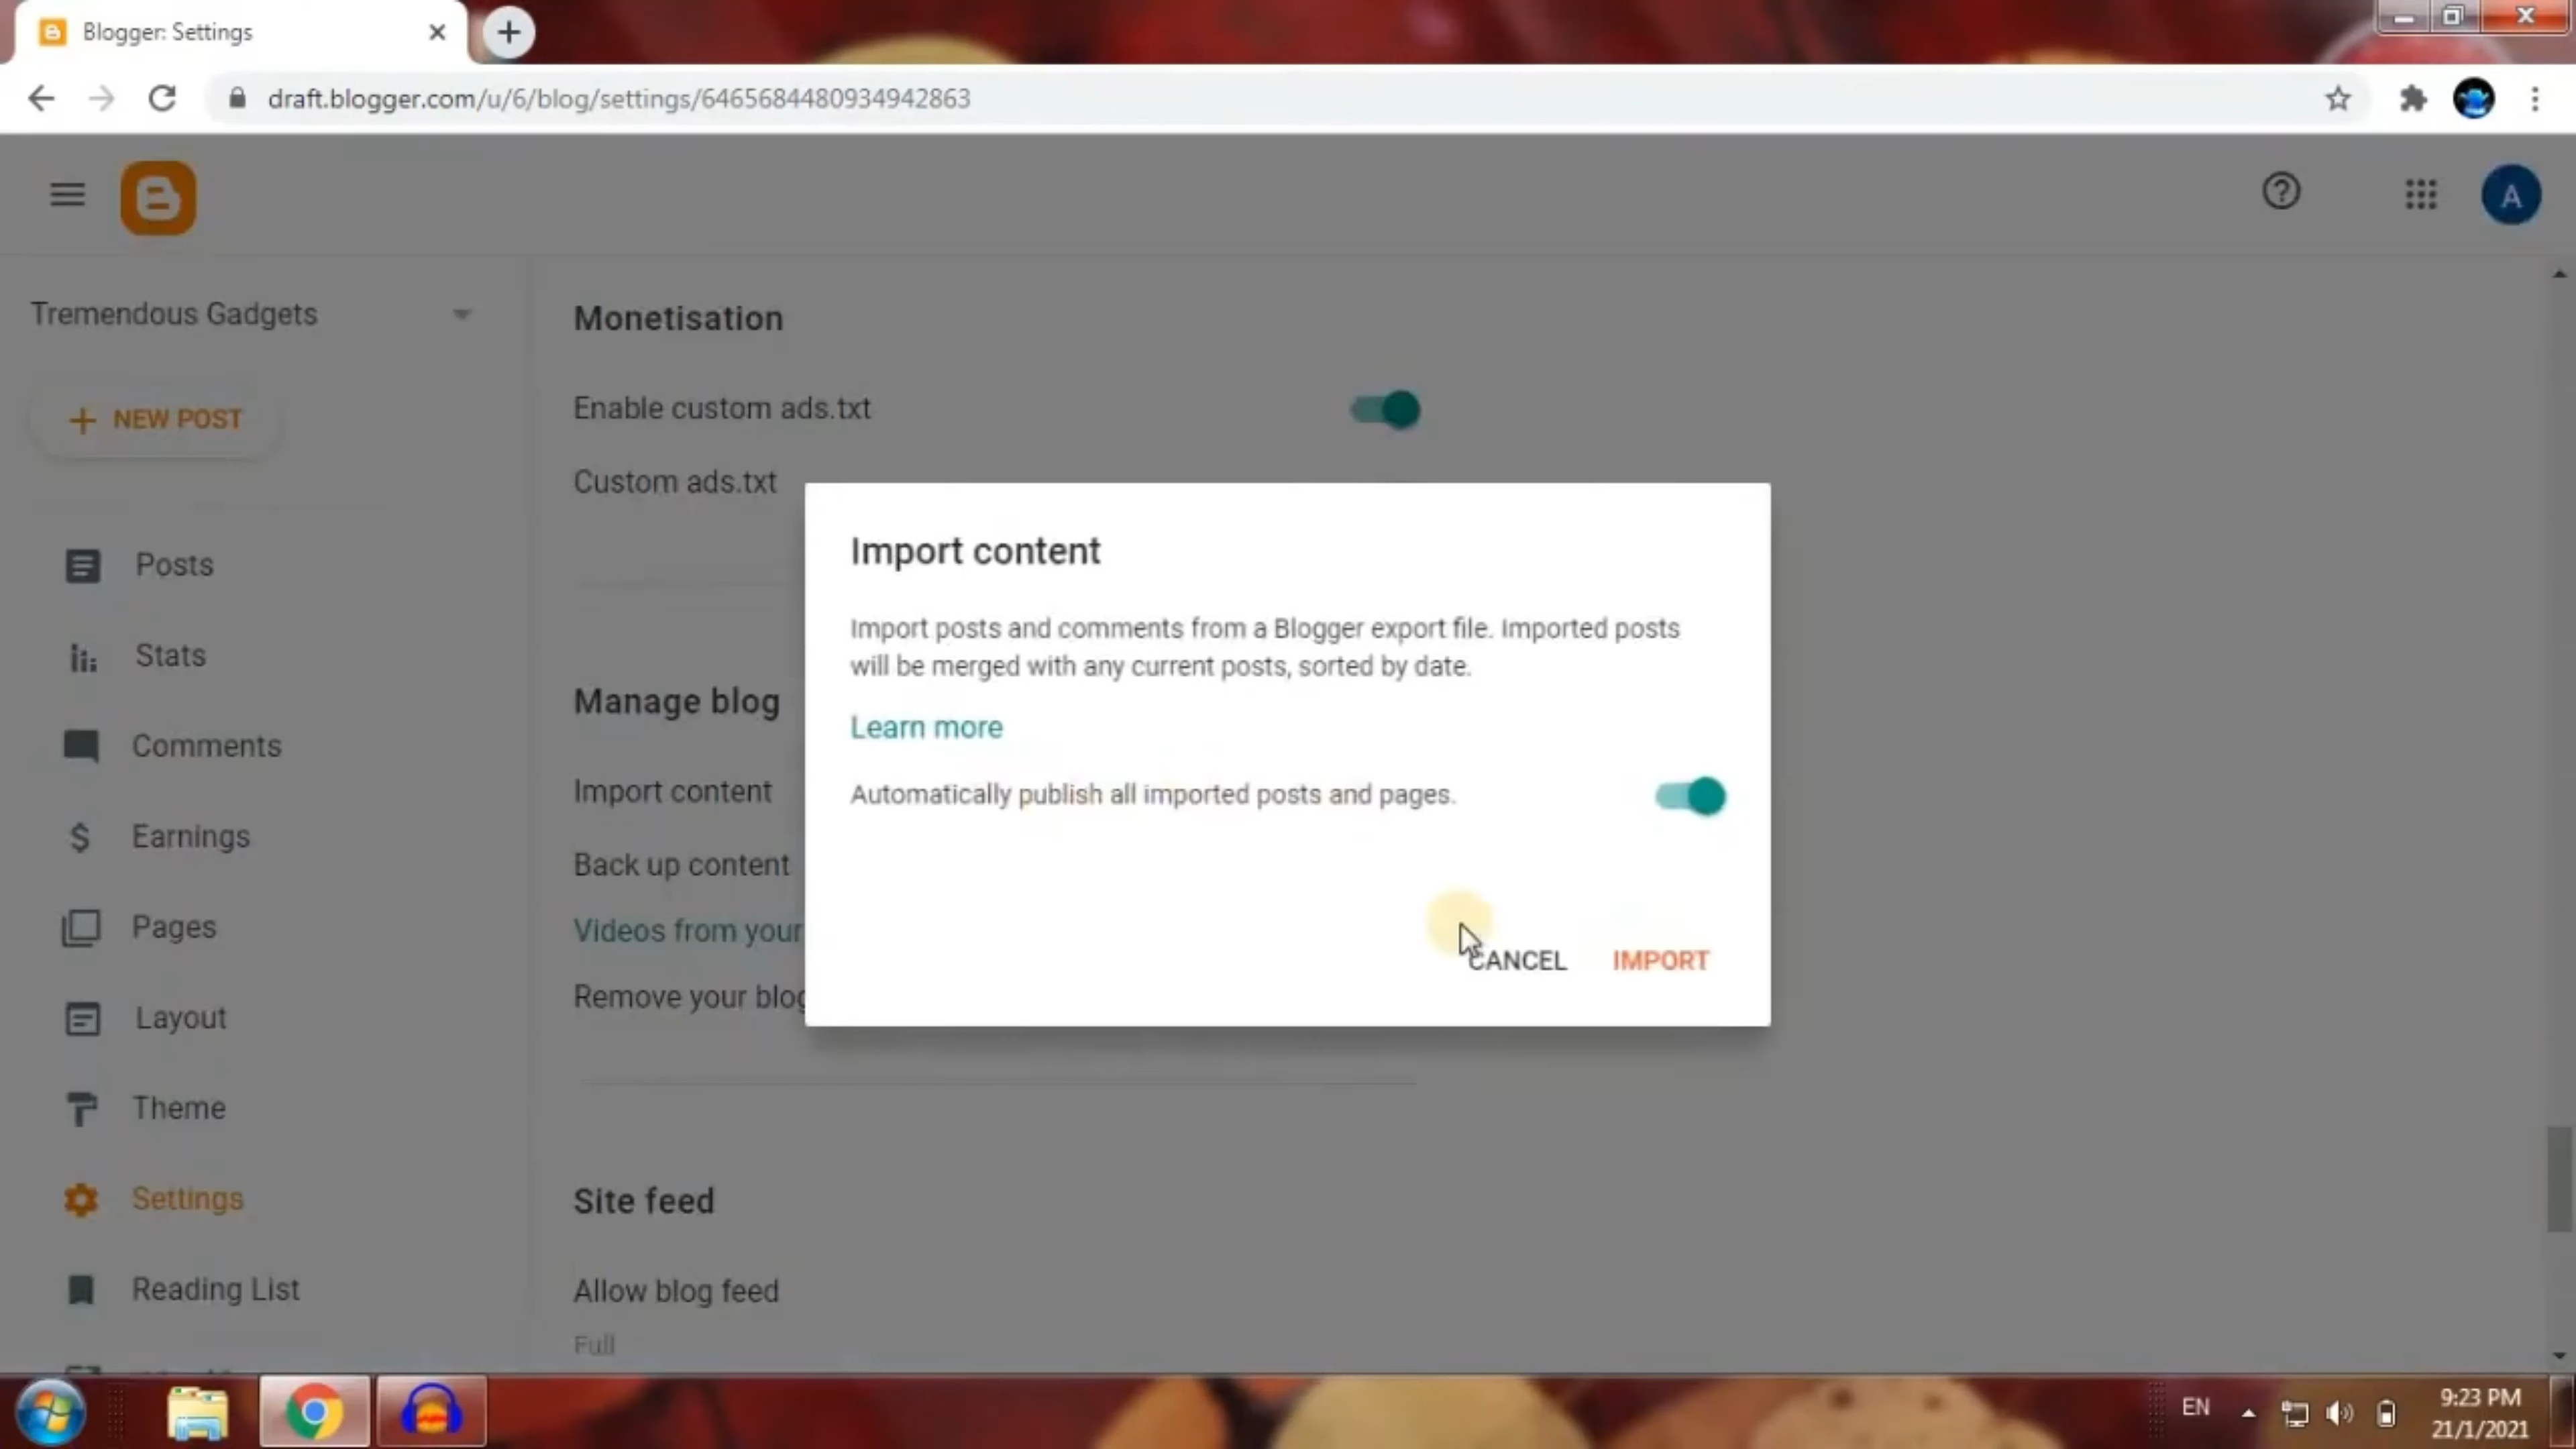 Blogger: Settings
draft.blogger.com/u/6/blog/settings/6465684480934942863
A
Tremendous Gadgets
NEW POST
Posts
Stats
Comments
Earnings
Pages
Layout
Theme
Settings
Reading List
Monetisation
Enable custom ads.txt
Custom ads.txt
Manage blog
Import content
Back up content
Videos from your
Remove your blog
Site feed
Allow blog feed
Full
Import content
Import posts and comments from a Blogger export file. Imported posts
will be merged with any current posts, sorted by date.
Learn more
Automatically publish all imported posts and pages.
CANCEL
IMPORT
EN
9:23 PM
21/1/2021